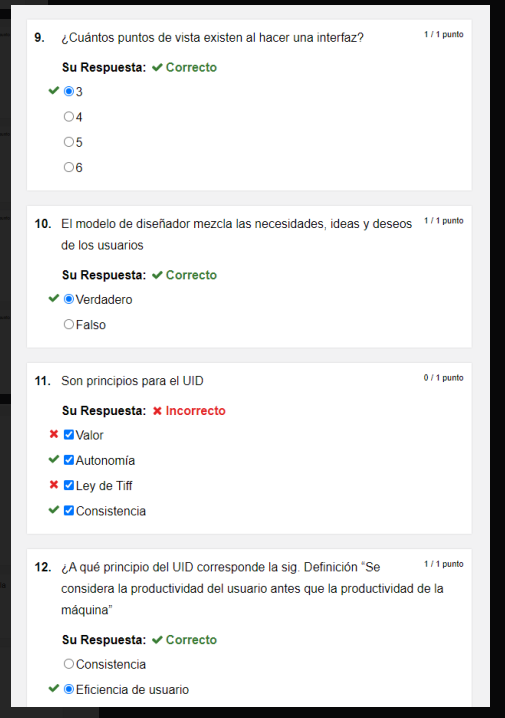 9. ¿Cuántos puntos de vista existen al hacer una interfaz? 1 / 1 punto
Su Respuesta: Correcto
3
4
5
6
10. El modelo de diseñador mezcla las necesidades, ideas y deseos 1 / 1 punto
de los usuarios
Su Respuesta: Correcto
Verdadero
Falso
11. Son principios para el UID 0 / 1 punto
Su Respuesta: Incorrecto
Valor
Autonomía
Ley de Tiff
Consistencia
12. ¿A qué principio del UID corresponde la sig. Definición “Se 1 / 1 punto
considera la productividad del usuario antes que la productividad de la
máquina”
Su Respuesta: Correcto
Consistencia
Eficiencia de usuario